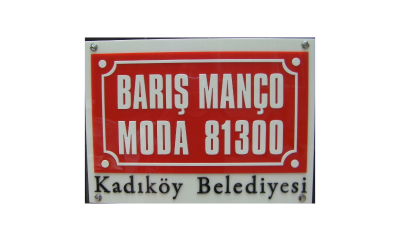 BARIŞ MANÇO
MODA 81300
Kadıköy Belediyesi